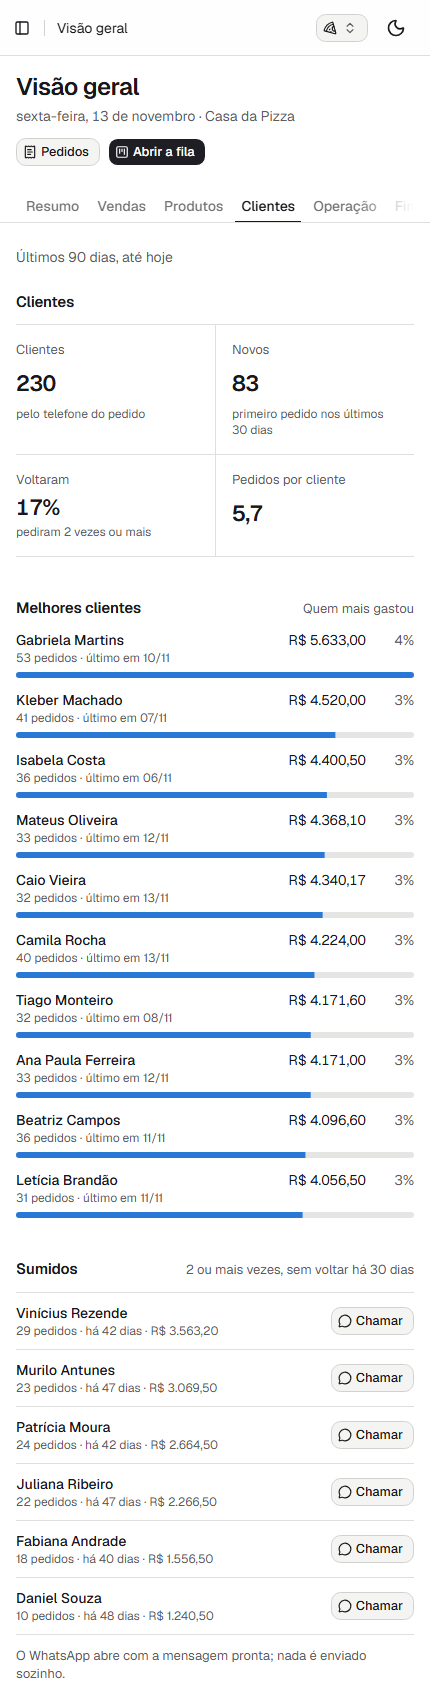 Visão geral
Visão geral
sexta-feira, 13 de novembro · Casa da Pizza
Pedidos
Abrir a fila
Resumo Vendas Produtos Clientes Operação Fin
Últimos 90 dias, até hoje
Clientes
Clientes
230
pelo telefone do pedido
Novos
83
primeiro pedido nos últimos
30 dias
Voltaram
17%
pediram 2 vezes ou mais
Pedidos por cliente
5,7
Melhores clientes
Quem mais gastou
Gabriela Martins R$ 5.633,00 4%
53 pedidos · último em 10/11
Kleber Machado R$ 4.520,00 3%
41 pedidos · último em 07/11
Isabela Costa R$ 4.400,50 3%
36 pedidos · último em 06/11
Mateus Oliveira R$ 4.368,10 3%
33 pedidos · último em 12/11
Caio Vieira R$ 4.340,17 3%
32 pedidos · último em 13/11
Camila Rocha R$ 4.224,00 3%
40 pedidos · último em 13/11
Tiago Monteiro R$ 4.171,60 3%
32 pedidos · último em 08/11
Ana Paula Ferreira R$ 4.171,00 3%
33 pedidos · último em 12/11
Beatriz Campos R$ 4.096,60 3%
36 pedidos · último em 11/11
Letícia Brandão R$ 4.056,50 3%
31 pedidos · último em 11/11
Sumidos
2 ou mais vezes, sem voltar há 30 dias
Vinícius Rezende
29 pedidos · há 42 dias · R$ 3.563,20
Chamar
Murilo Antunes
23 pedidos · há 47 dias · R$ 3.069,50
Chamar
Patrícia Moura
24 pedidos · há 42 dias · R$ 2.664,50
Chamar
Juliana Ribeiro
22 pedidos · há 47 dias · R$ 2.266,50
Chamar
Fabiana Andrade
18 pedidos · há 40 dias · R$ 1.556,50
Chamar
Daniel Souza
10 pedidos · há 48 dias · R$ 1.240,50
Chamar
O WhatsApp abre com a mensagem pronta; nada é enviado
sozinho.